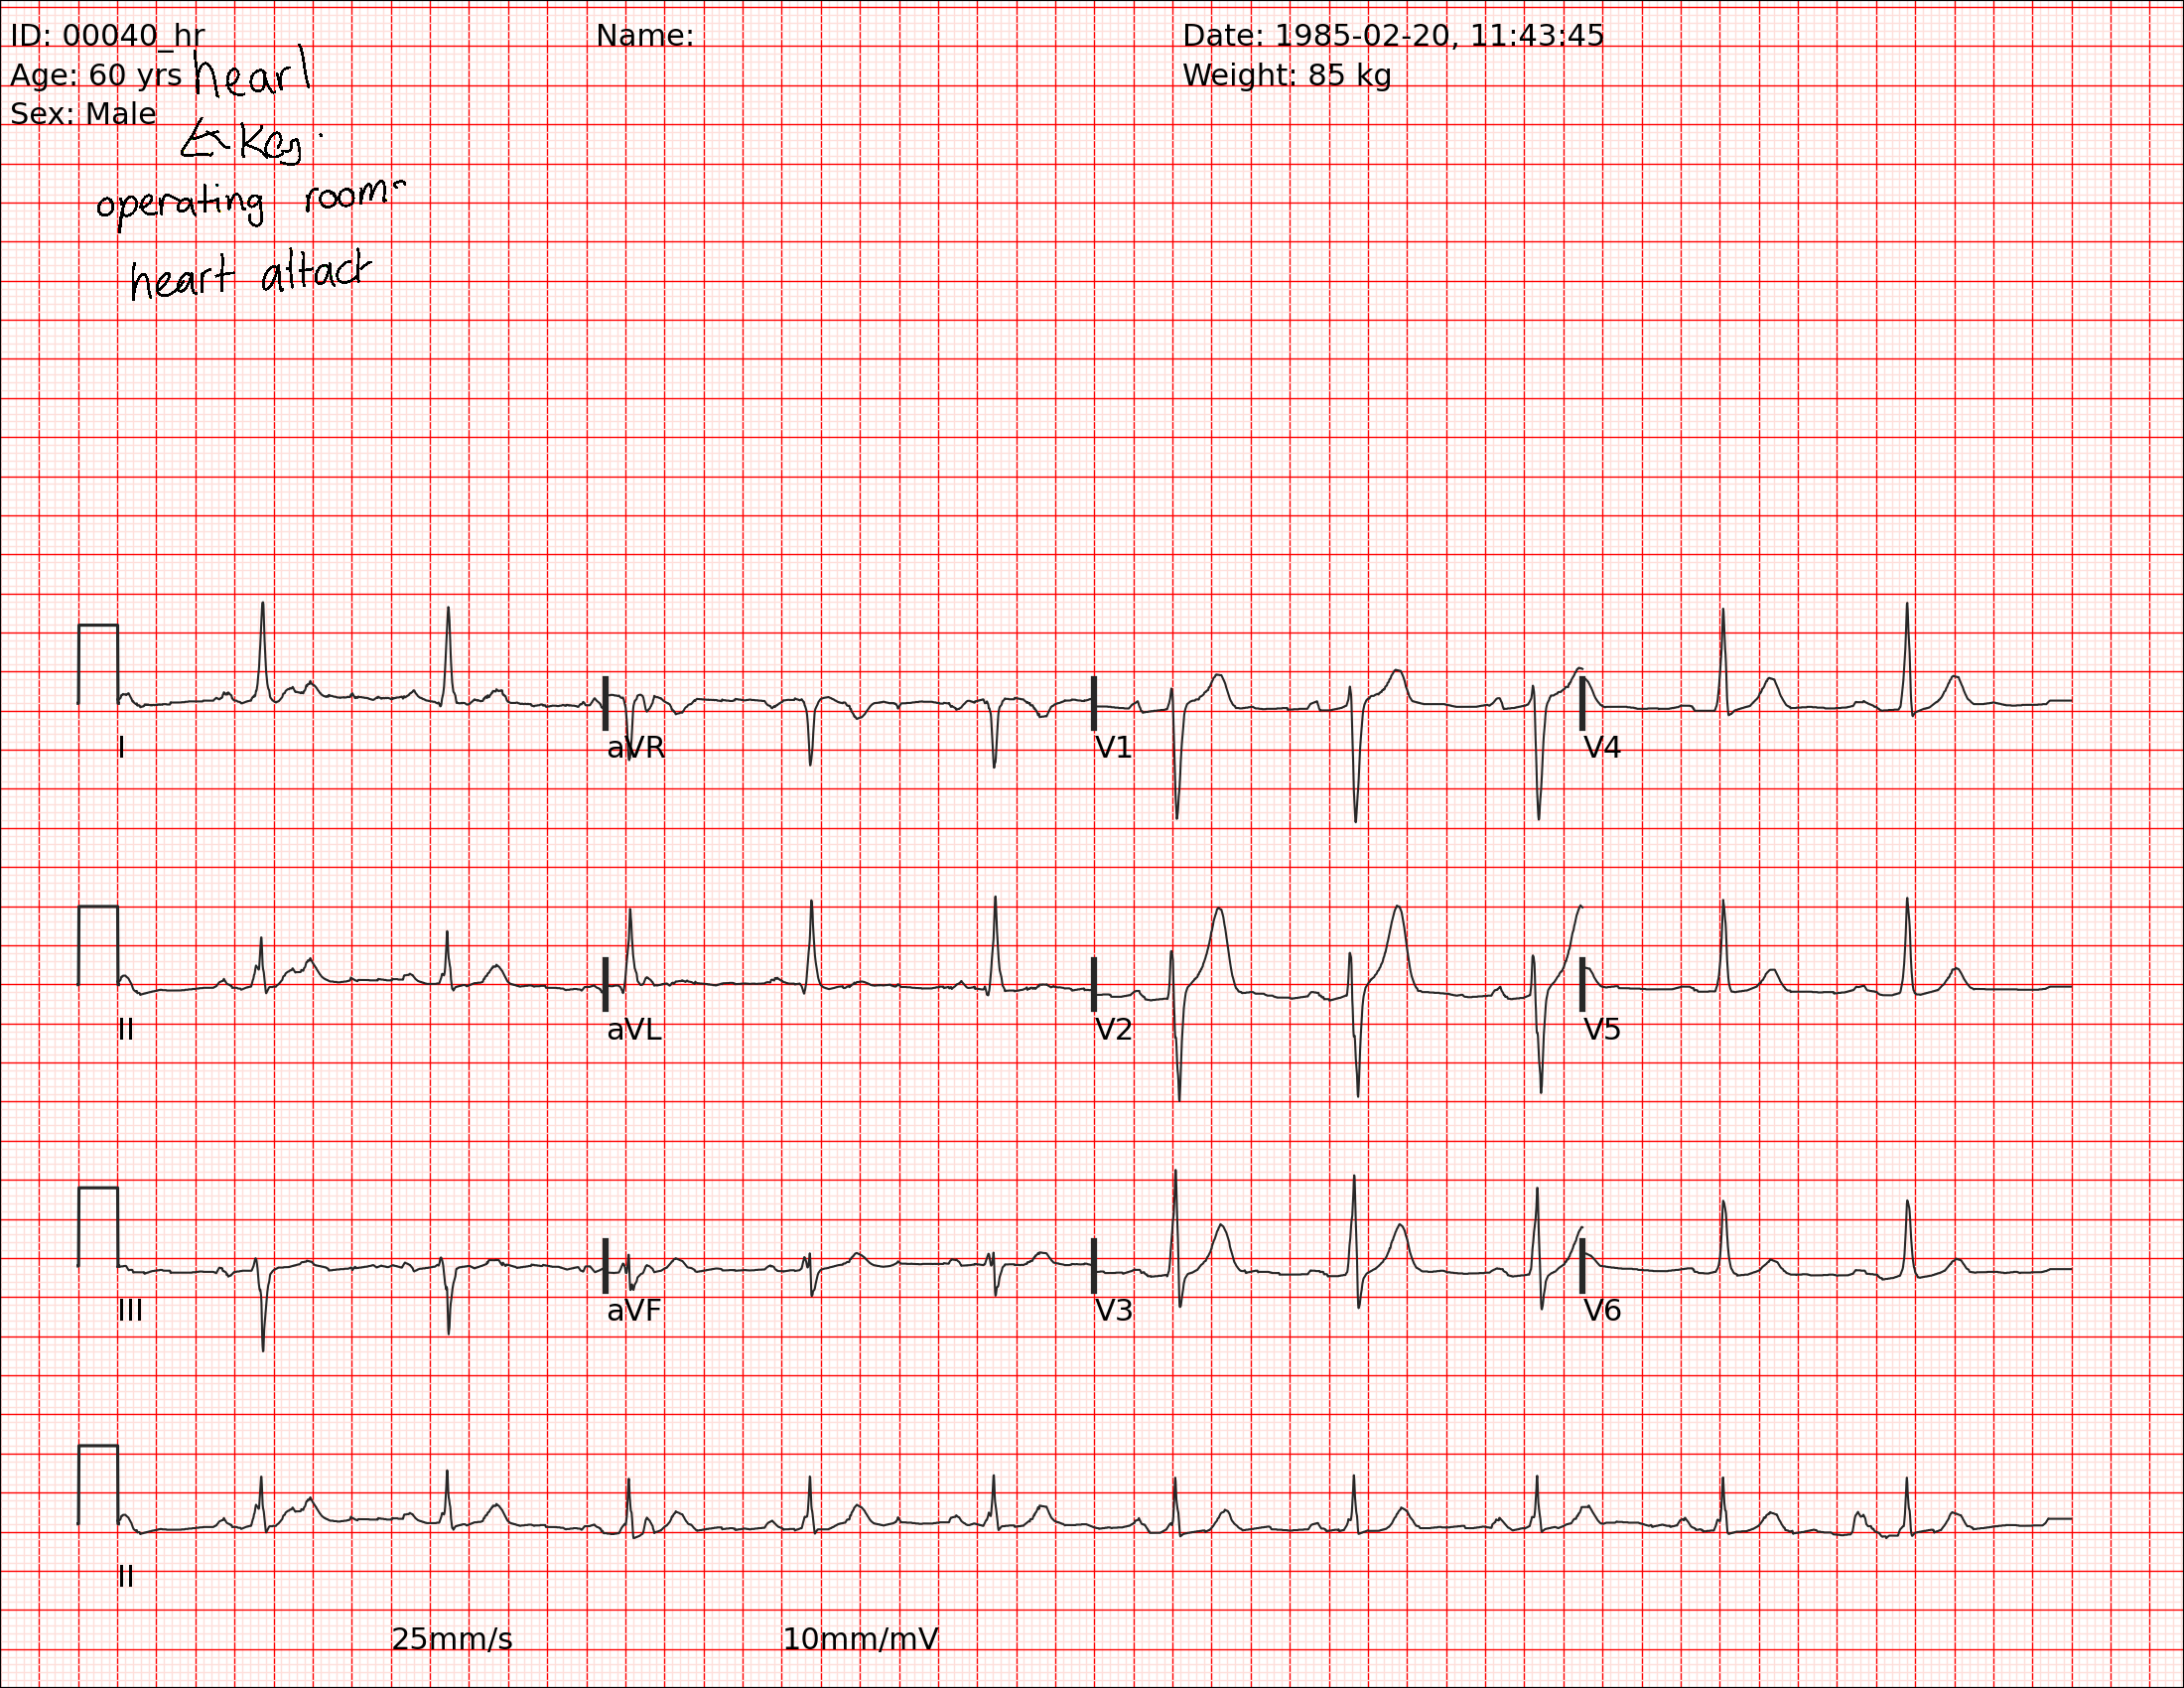 ID: 00040_hr Name: Date: 1985-02-20, 11:43:45
Age: 60 yrs hearl Weight: 85 kg
Sex: Male
operating room
heart attack
I aVR V1 V4
II aVL V2 V5
III aVF V3 V6
II
25mm/s 10mm/mV